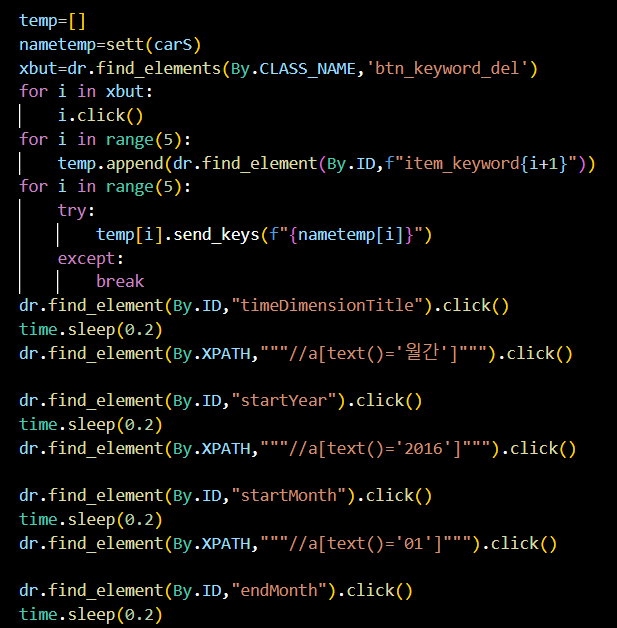 temp=[]
nametemp=sett(carS)
xbut=dr.find_elements(By.CLASS_NAME,'btn_keyword_del')
for i in xbut:
    i.click()
for i in range(5):
    temp.append(dr.find_element(By.ID,f"item_keyword{i+1}"))
for i in range(5):
    try:
        temp[i].send_keys(f"{nametemp[i]}")
    except:
        break
dr.find_element(By.ID,"timeDimensionTitle").click()
time.sleep(0.2)
dr.find_element(By.XPATH,"""//a[text()='월간']""").click()

dr.find_element(By.ID,"startYear").click()
time.sleep(0.2)
dr.find_element(By.XPATH,"""//a[text()='2016']""").click()

dr.find_element(By.ID,"startMonth").click()
time.sleep(0.2)
dr.find_element(By.XPATH,"""//a[text()='01']""").click()

dr.find_element(By.ID,"endMonth").click()
time.sleep(0.2)